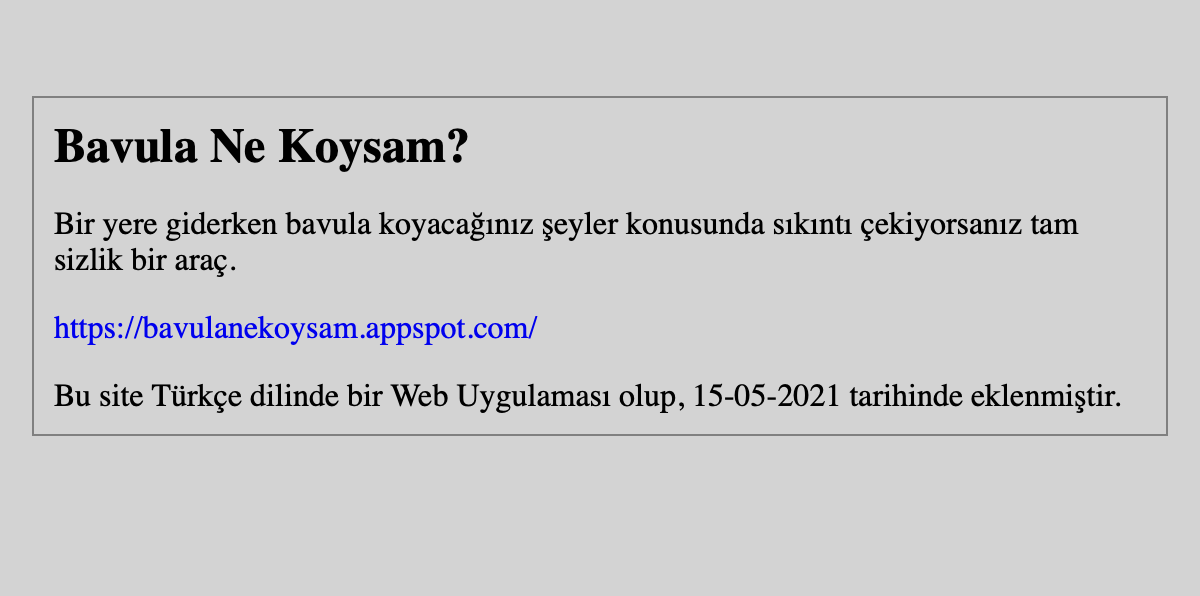 Bavula Ne Koysam?
Bir yere giderken bavula koyacağınız şeyler konusunda sıkıntı çekiyorsanız tam
sizlik bir araç.
https://bavulanekoysam.appspot.com/
Bu site Türkçe dilinde bir Web Uygulaması olup, 15-05-2021 tarihinde eklenmiştir.